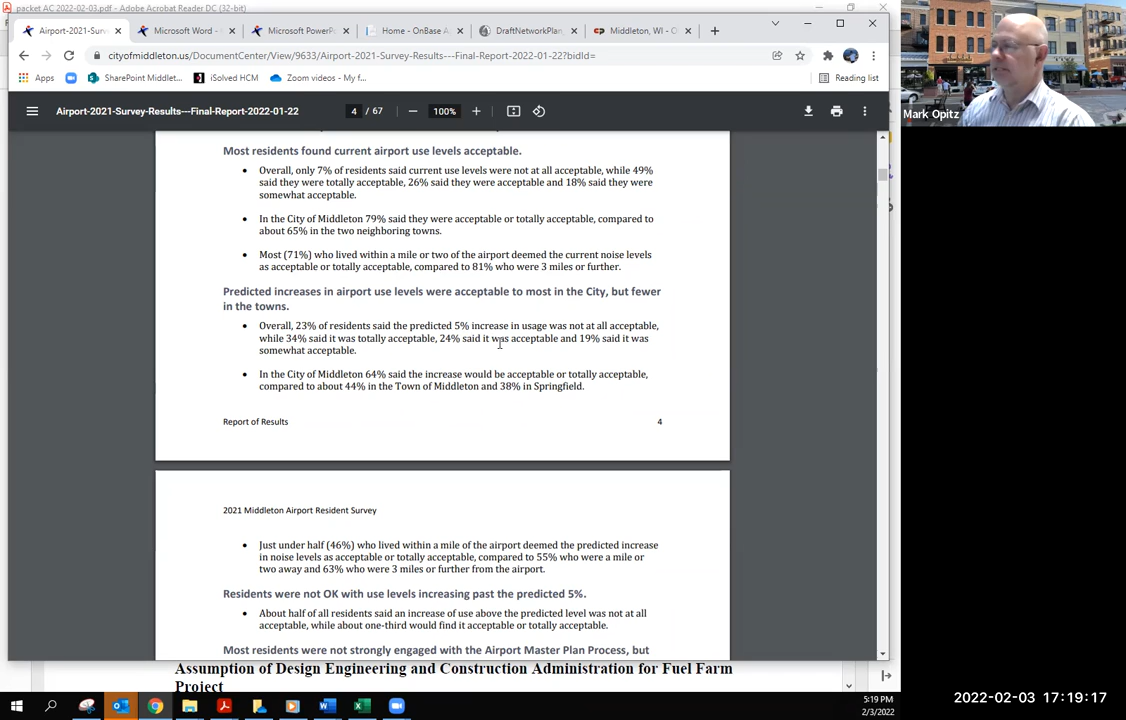 packet AC 2022-02-03.pdf - Adobe Acrobat Reader DC (32-bit)
Airport-2021-Surv
Microsoft Word -
Microsoft PowerP
Home - OnBase A
DraftNetworkPlan
Middleton, WI - O
cityofmiddleton.us/DocumentCenter/View/9633/Airport-2021-Survey-Results---Final-Report-2022-01-22?bidId=
Apps
SharePoint Middlet...
iSolved HCM
Zoom videos - My f...
Reading list
Airport-2021-Survey-Results---Final-Report-2022-01-22
4 / 67
100%
Mark Opitz
Most residents found current airport use levels acceptable.
• Overall, only 7% of residents said current use levels were not at all acceptable, while 49%
said they were totally acceptable, 26% said they were acceptable and 18% said they were
somewhat acceptable.
• In the City of Middleton 79% said they were acceptable or totally acceptable, compared to
about 65% in the two neighboring towns.
• Most (71%) who lived within a mile or two of the airport deemed the current noise levels
as acceptable or totally acceptable, compared to 81% who were 3 miles or further.
Predicted increases in airport use levels were acceptable to most in the City, but fewer
in the towns.
• Overall, 23% of residents said the predicted 5% increase in usage was not at all acceptable,
while 34% said it was totally acceptable, 24% said it was acceptable and 19% said it was
somewhat acceptable.
• In the City of Middleton 64% said the increase would be acceptable or totally acceptable,
compared to about 44% in the Town of Middleton and 38% in Springfield.
Report of Results
4
2021 Middleton Airport Resident Survey
• Just under half (46%) who lived within a mile of the airport deemed the predicted increase
in noise levels as acceptable or totally acceptable, compared to 55% who were a mile or
two away and 63% who were 3 miles or further from the airport.
Residents were not OK with use levels increasing past the predicted 5%.
• About half of all residents said an increase of use above the predicted level was not at all
acceptable, while about one-third would find it acceptable or totally acceptable.
Most residents were not strongly engaged with the Airport Master Plan Process, but
Assumption of Design Engineering and Construction Administration for Fuel Farm
Project
5:19 PM
2/3/2022
2022-02-03 17:19:17